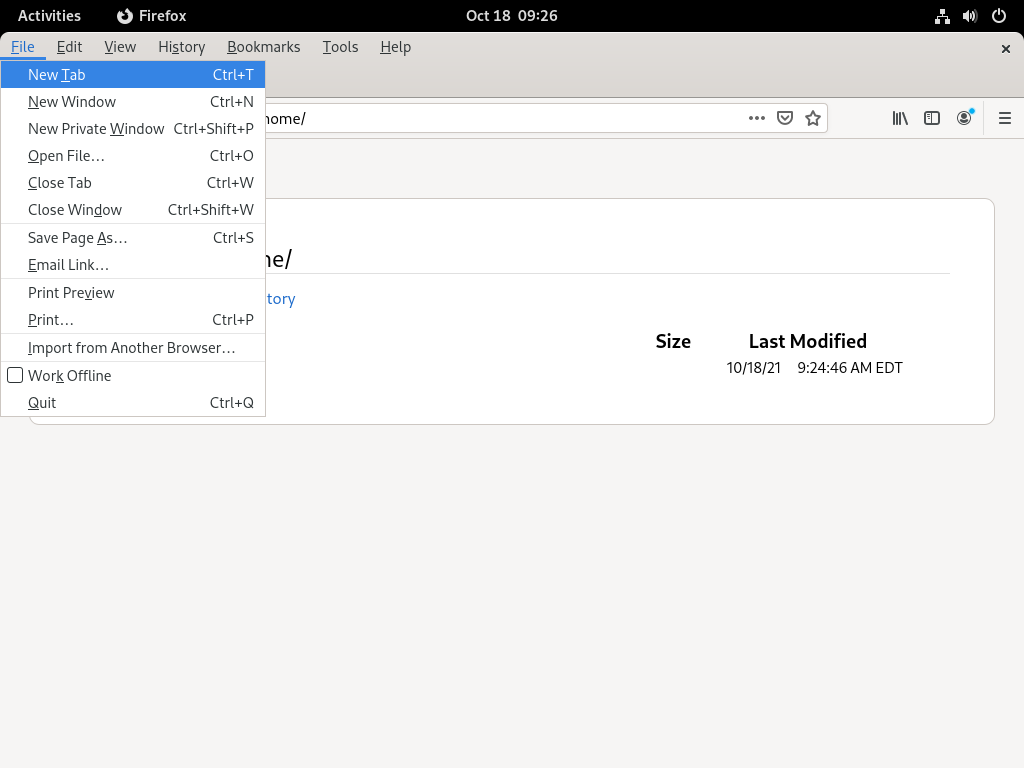 Activities Firefox Oct 18 09:26
File Edit View History Bookmarks Tools Help
New Tab Ctrl+T
New Window Ctrl+N
New Private Window Ctrl+Shift+P
Open File… Ctrl+O
Close Tab Ctrl+W
Close Window Ctrl+Shift+W
Save Page As… Ctrl+S
Email Link…
Print Preview
Print… Ctrl+P
Import from Another Browser…
Work Offline
Quit Ctrl+Q
home/
me/
tory
Size Last Modified
10/18/21 9:24:46 AM EDT